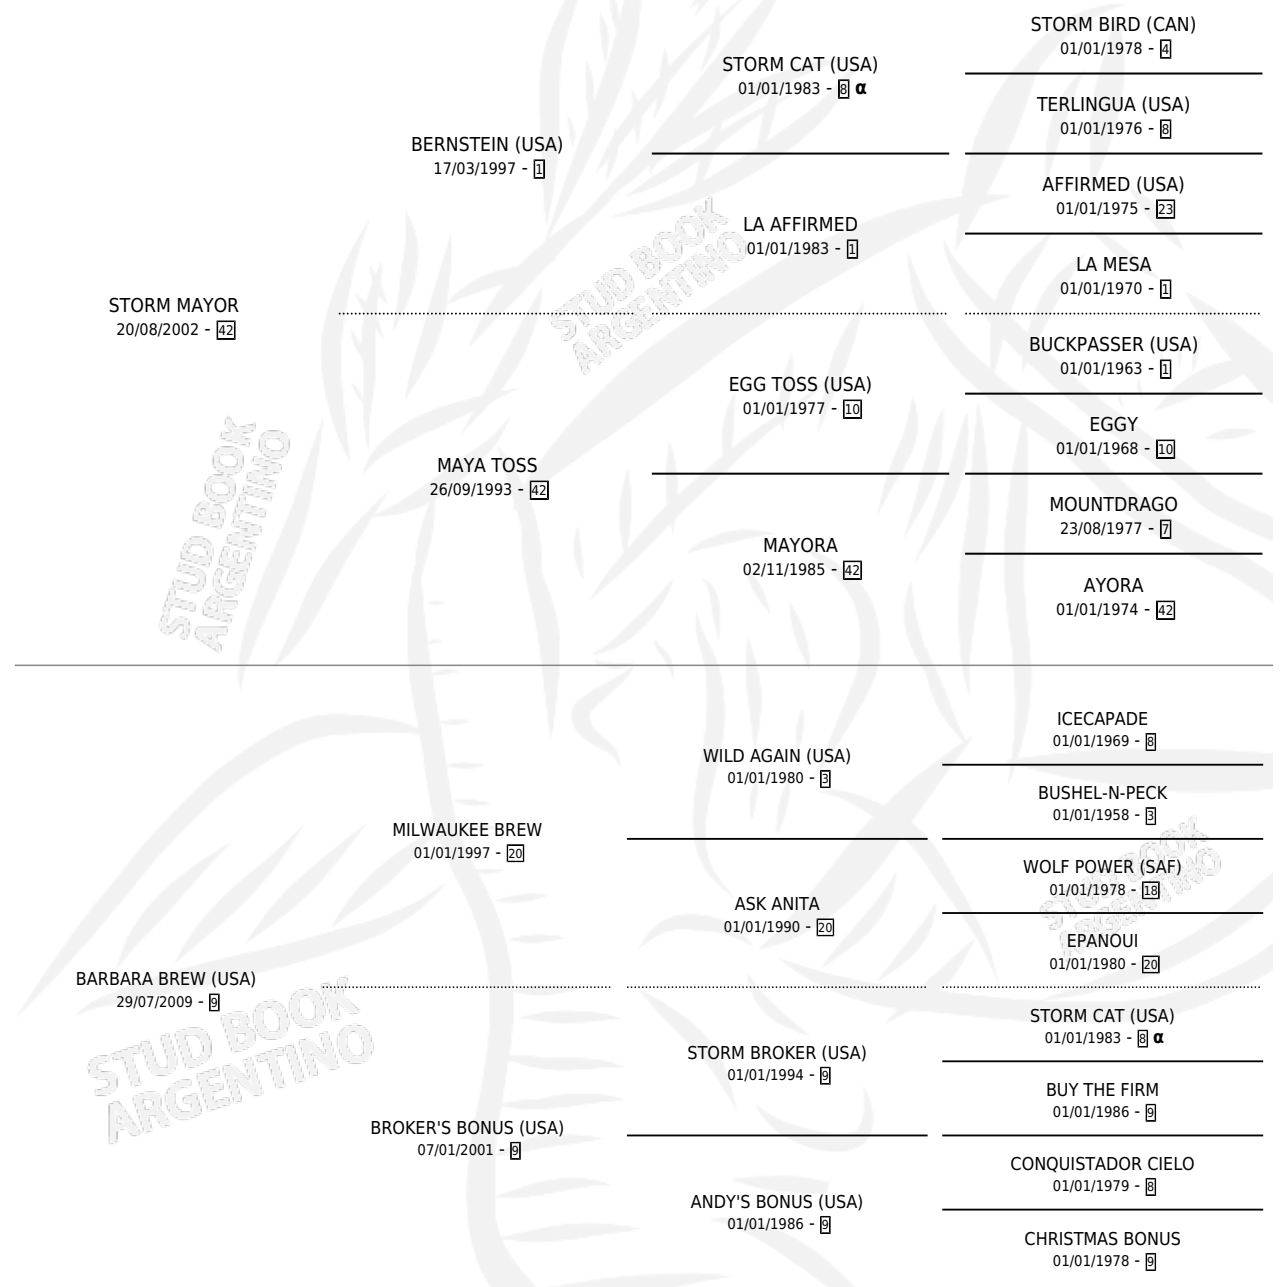 STORM BIRD (CAN)
01/01/1978 - 4
STORM CAT (USA)
01/01/1983 - 8 α
TERLINGUA (USA)
01/01/1976 - 8
BERNSTEIN (USA)
17/03/1997 - 1
AFFIRMED (USA)
01/01/1975 - 23
LA AFFIRMED
01/01/1983 - 1
LA MESA
01/01/1970 - 1
STORM MAYOR
20/08/2002 - 42
BUCKPASSER (USA)
01/01/1963 - 1
EGG TOSS (USA)
01/01/1977 - 10
EGGY
01/01/1968 - 10
MAYA TOSS
26/09/1993 - 42
MOUNTDRAGO
23/08/1977 - 7
MAYORA
02/11/1985 - 42
AYORA
01/01/1974 - 42
STUD BOOK
ARGENTINO
STUD BOOK
ARGENTINO
ICECAPADE
01/01/1969 - 8
WILD AGAIN (USA)
01/01/1980 - 3
BUSHEL-N-PECK
01/01/1958 - 3
MILWAUKEE BREW
01/01/1997 - 20
WOLF POWER (SAF)
01/01/1978 - 18
ASK ANITA
01/01/1990 - 20
EPANOUI
01/01/1980 - 20
BARBARA BREW (USA)
29/07/2009 - 9
STORM CAT (USA)
01/01/1983 - 8 α
STORM BROKER (USA)
01/01/1994 - 9
BUY THE FIRM
01/01/1986 - 9
BROKER'S BONUS (USA)
07/01/2001 - 9
CONQUISTADOR CIELO
01/01/1979 - 8
ANDY'S BONUS (USA)
01/01/1986 - 9
CHRISTMAS BONUS
01/01/1978 - 9
STUD BOOK
ARGENTINO
STUD BOOK
ARGENTINO